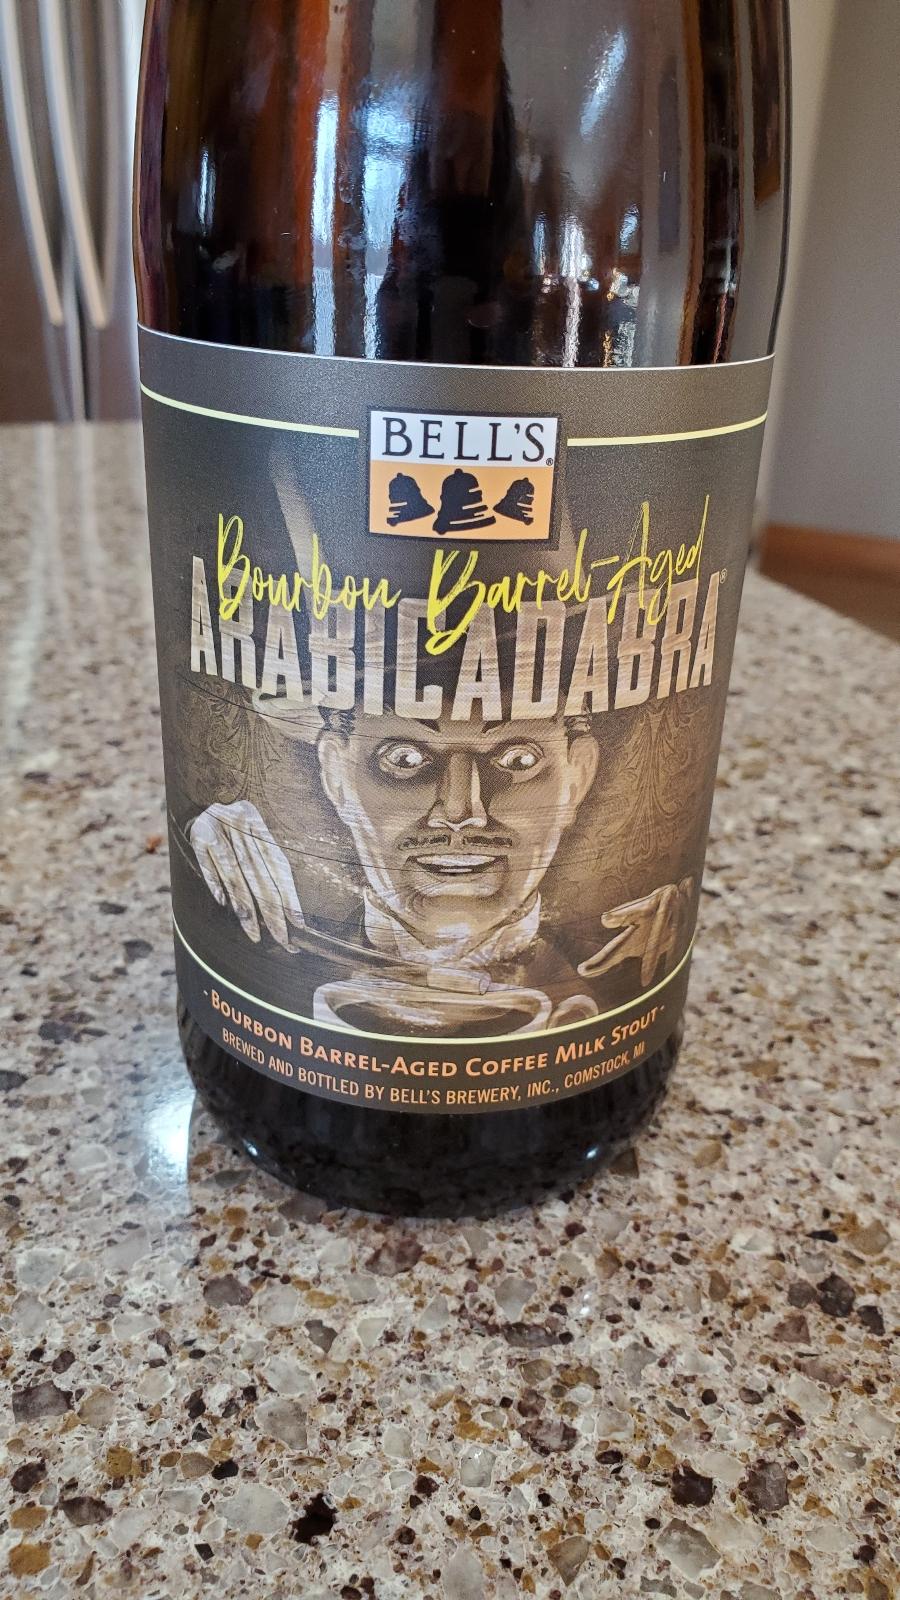 BELL'S®
Bourbon Barrel-Aged
ARABICADABRA®
- BOURBON BARREL-AGED COFFEE MILK STOUT -
BREWED AND BOTTLED BY BELL'S BREWERY, INC., COMSTOCK, MI